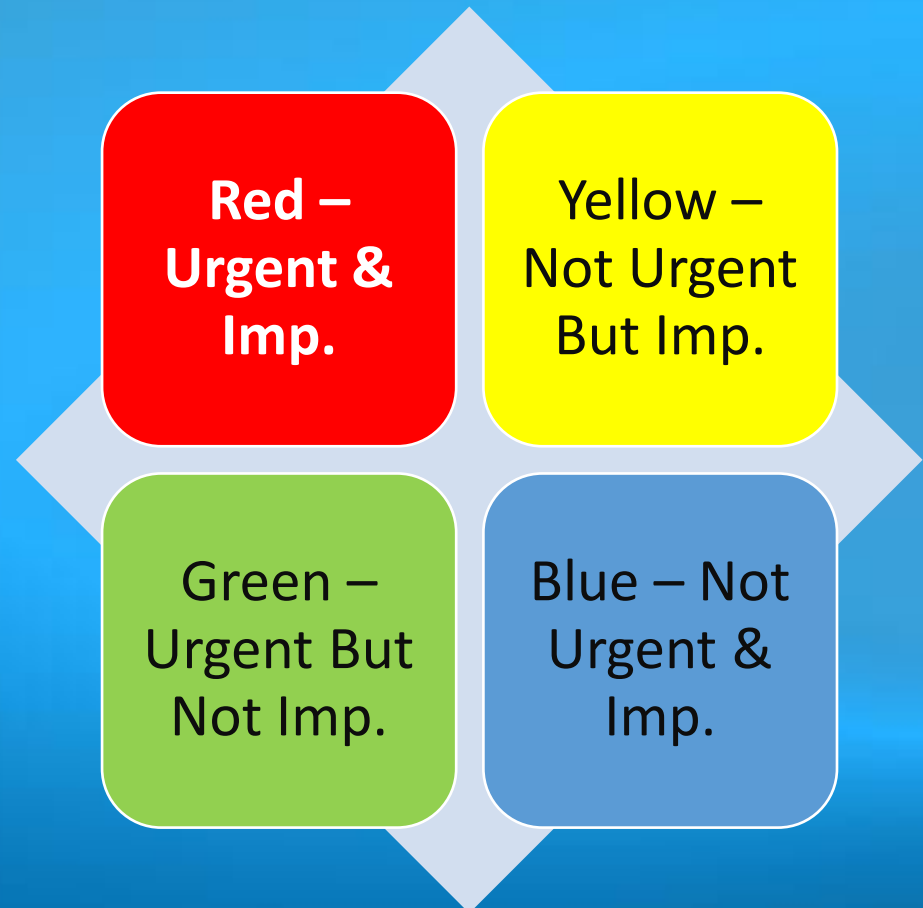 Red –
Urgent &
Imp.
Yellow –
Not Urgent
But Imp.
Green –
Urgent But
Not Imp.
Blue – Not
Urgent &
Imp.